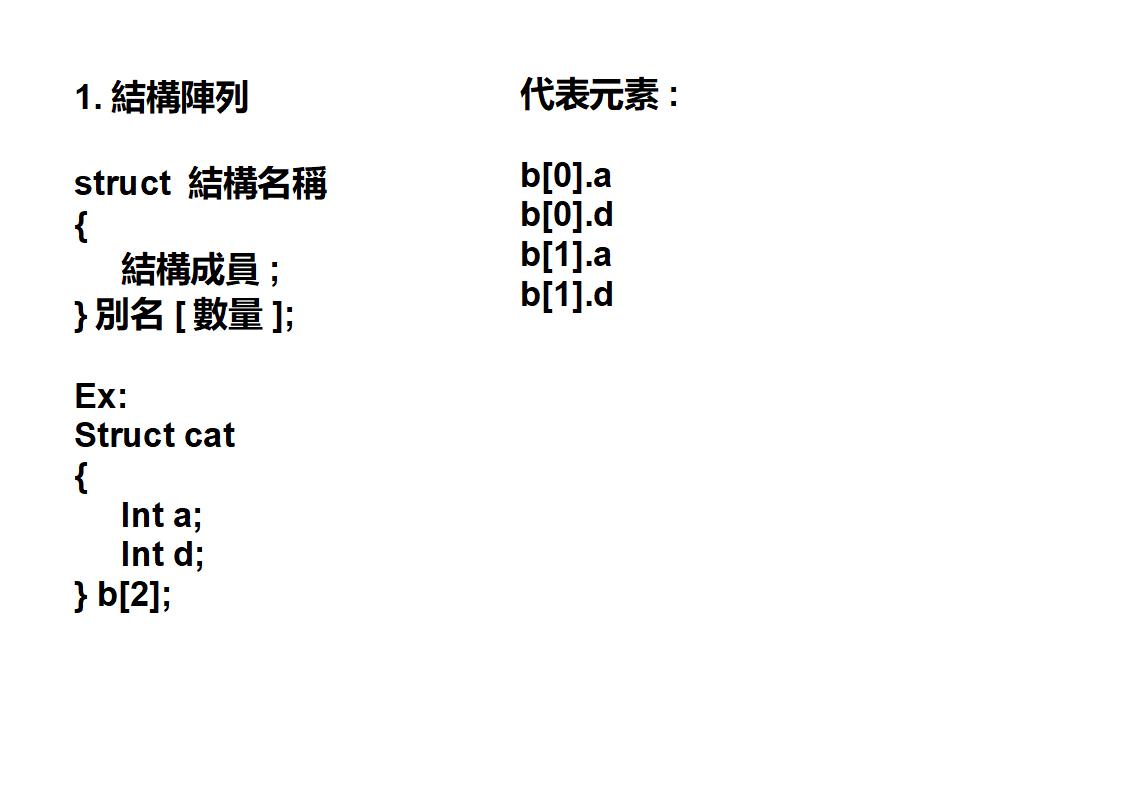 1. 結構陣列
struct 結構名稱
{
結構成員 ;
} 別名 [ 數量 ];
Ex:
Struct cat
{
Int a;
Int d;
} b[2];
代表元素 :
b[0].a
b[0].d
b[1].a
b[1].d